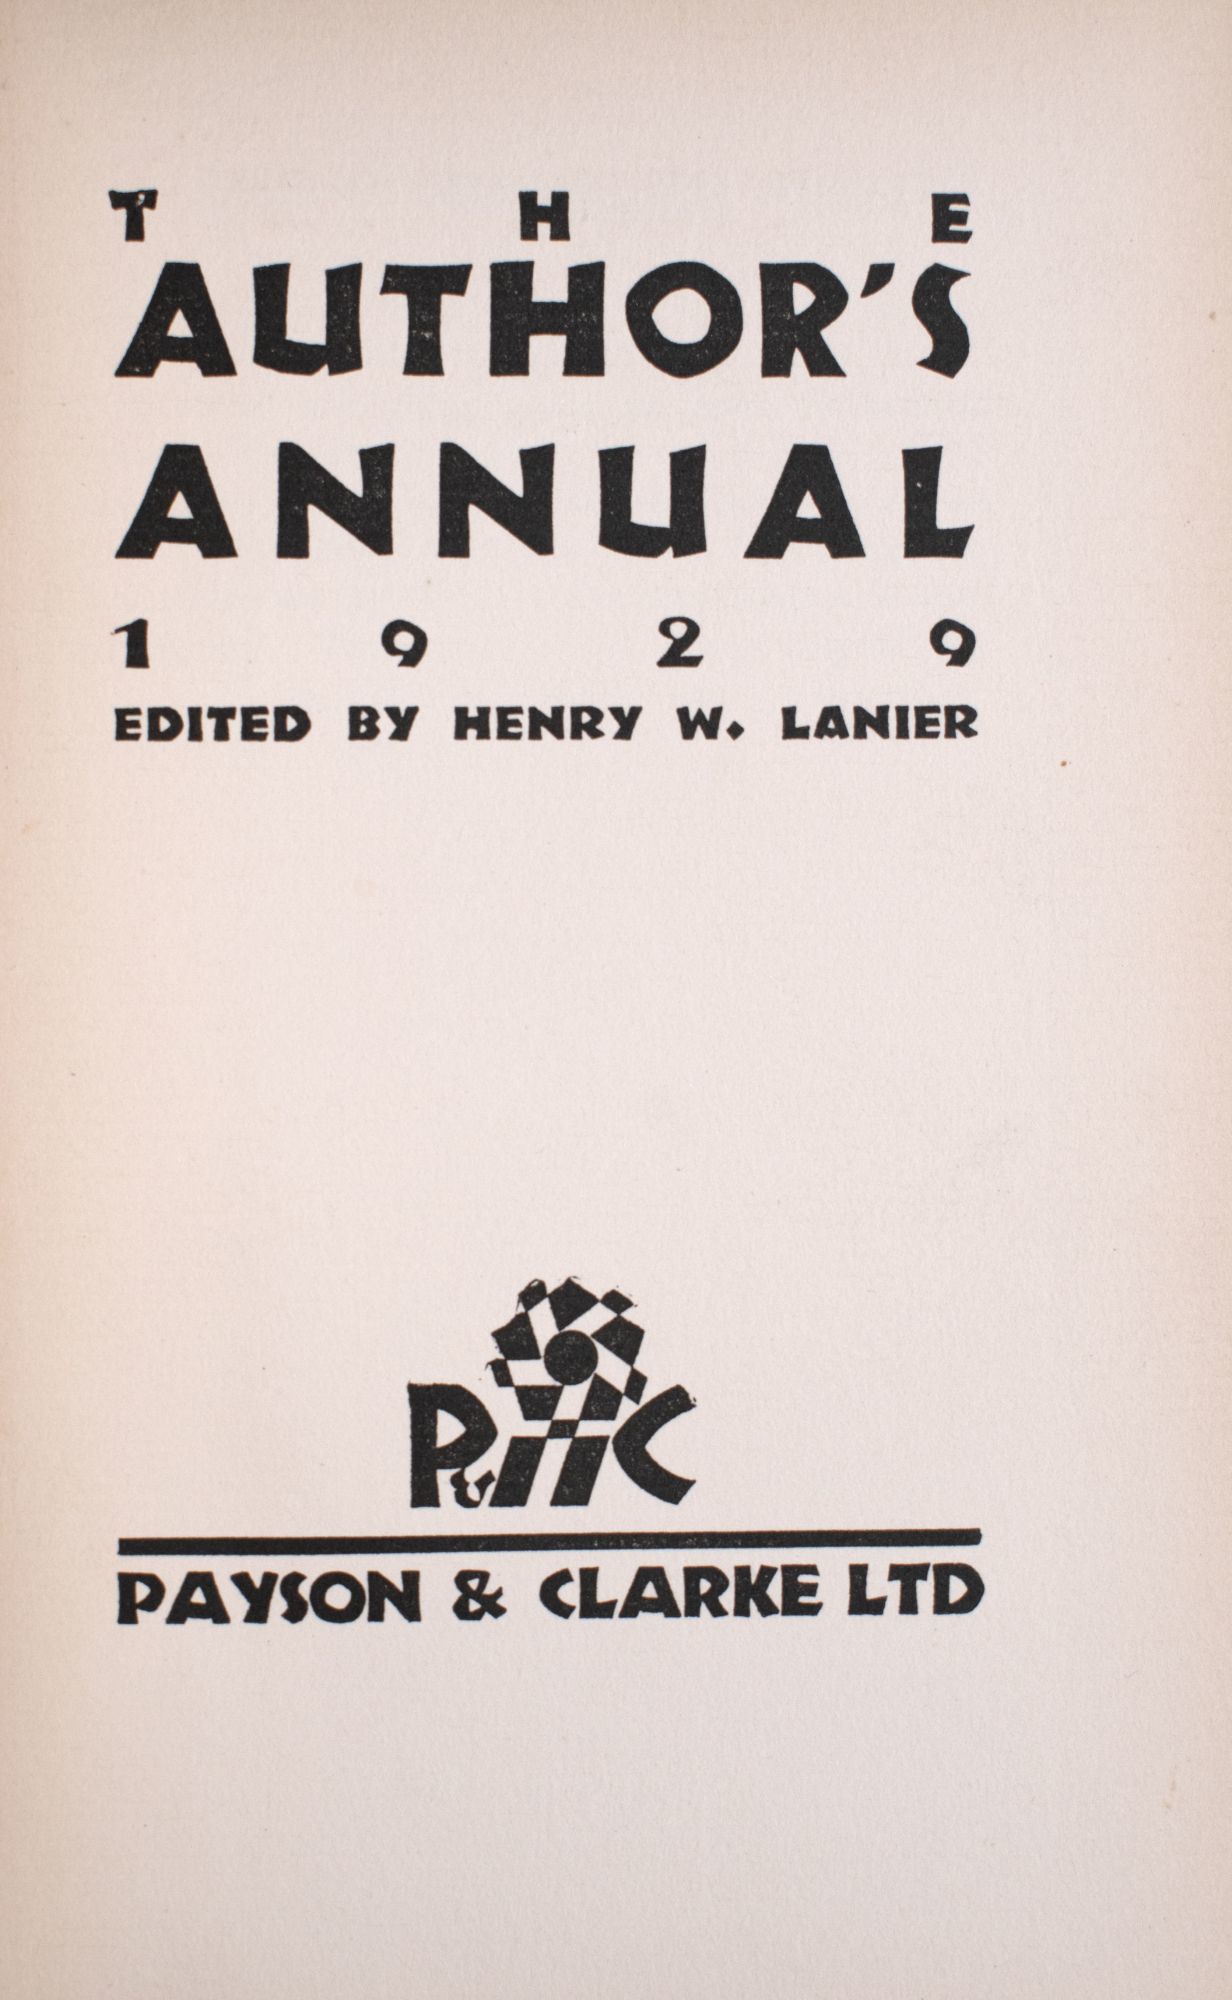 THE
AUTHOR'S
ANNUAL
1929
EDITED BY HENRY W. LANIER
P & C
PAYSON & CLARKE LTD